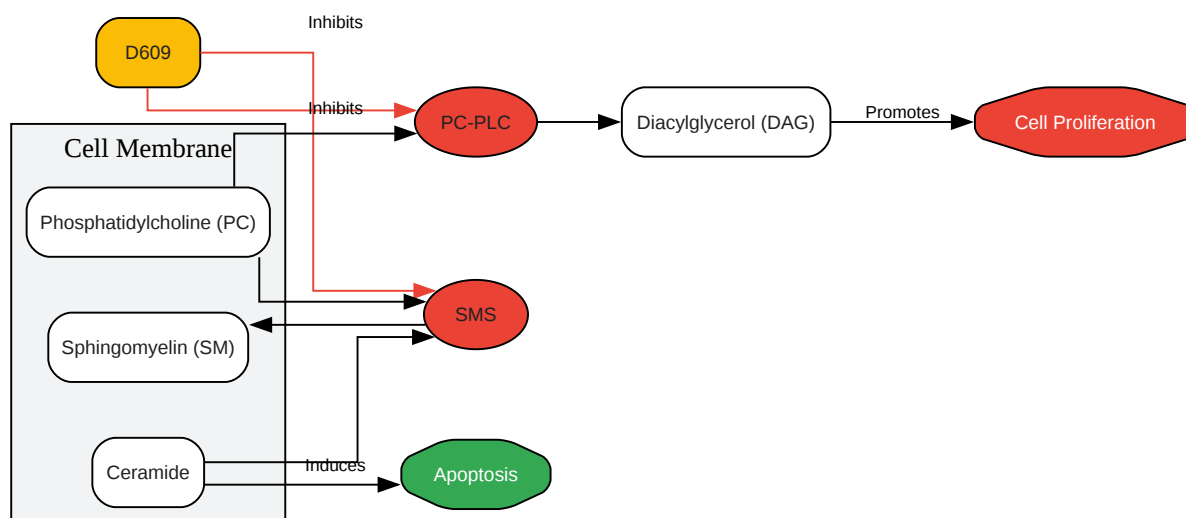 Inhibits
D609
Inhibits
PC-PLC
Diacylglycerol (DAG)
Promotes
Cell Proliferation
Cell Membrane
Phosphatidylcholine (PC)
SMS
Sphingomyelin (SM)
Ceramide
Induces
Apoptosis